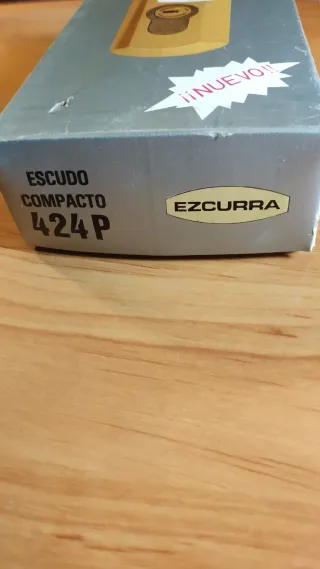 ¡¡NUEVO!!
ESCUDO
COMPACTO
424P
EZCURRA